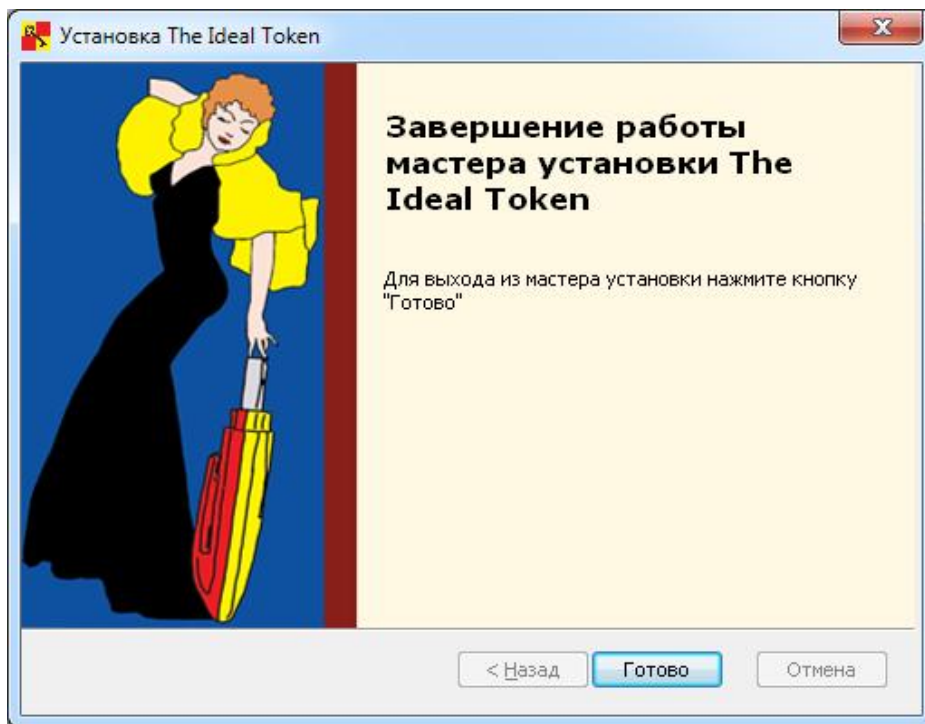 Установка The Ideal Token
Завершение работы
мастера установки The
Ideal Token
Для выхода из мастера установки нажмите кнопку
"Готово"
< Назад
Готово
Отмена